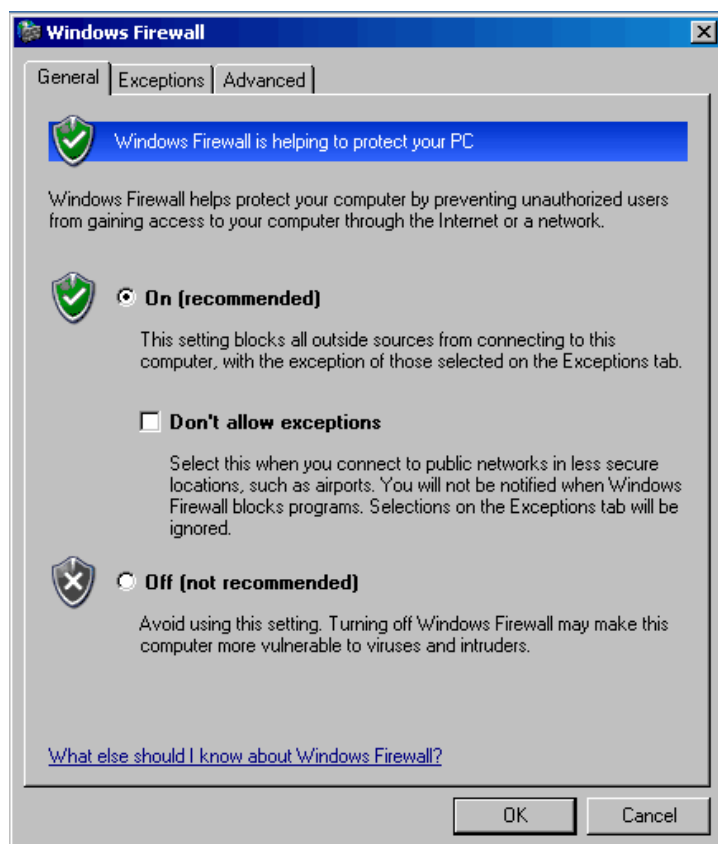 Windows Firewall
General Exceptions Advanced
Windows Firewall is helping to protect your PC
Windows Firewall helps protect your computer by preventing unauthorized users
from gaining access to your computer through the Internet or a network.
On (recommended)
This setting blocks all outside sources from connecting to this
computer, with the exception of those selected on the Exceptions tab.
Don't allow exceptions
Select this when you connect to public networks in less secure
locations, such as airports. You will not be notified when Windows
Firewall blocks programs. Selections on the Exceptions tab will be
ignored.
Off (not recommended)
Avoid using this setting. Turning off Windows Firewall may make this
computer more vulnerable to viruses and intruders.
What else should I know about Windows Firewall?
OK Cancel